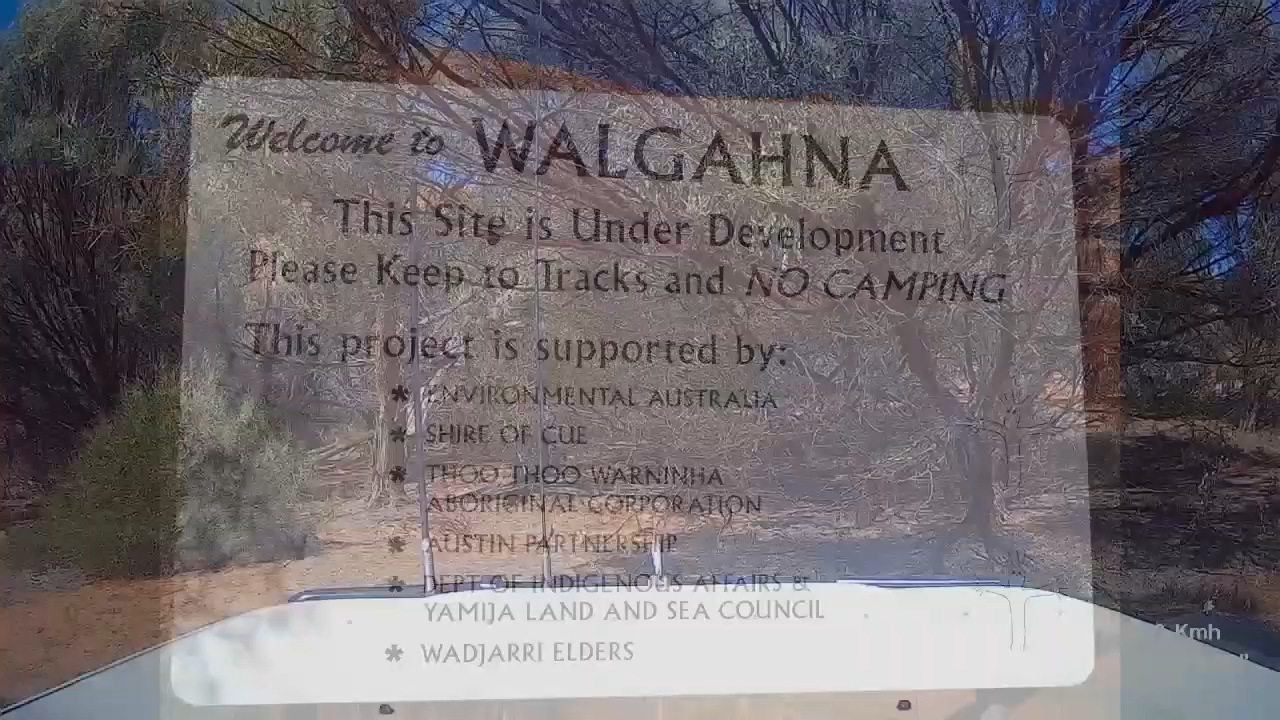 Welcome to WALGAHNA
This Site is Under Development
Please Keep to Tracks and NO CAMPING
This project is supported by:
* ENVIRONMENTAL AUSTRALIA
* SHIRE OF CUE
* THOO THOO WARNINHA
ABORIGINAL CORPORATION
* AUSTIN PARTNERSHIP
* DEPT OF INDIGENOUS AFFAIRS &
YAMIJA LAND AND SEA COUNCIL
* WADJARRI ELDERS
Kmh